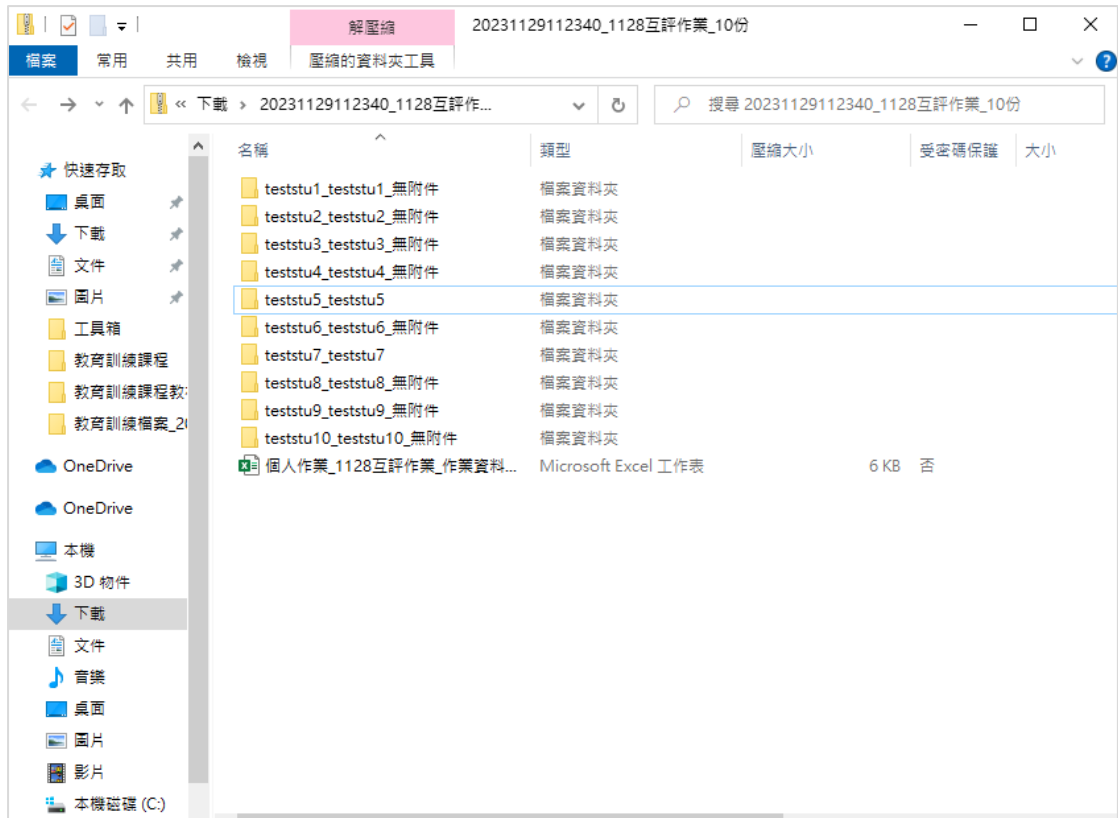 解壓縮
20231129112340_1128互評作業_10份
檔案
常用
共用
檢視
壓縮的資料夾工具
« 下載 › 20231129112340_1128互評作...
搜尋 20231129112340_1128互評作業_10份
快速存取
桌面
下載
文件
圖片
工具箱
教育訓練課程
教育訓練課程教
教育訓練檔案_20
OneDrive
OneDrive
本機
3D 物件
下載
文件
音樂
桌面
圖片
影片
本機磁碟 (C:)
名稱 類型 壓縮大小 受密碼保護 大小
teststu1_teststu1_無附件 檔案資料夾
teststu2_teststu2_無附件 檔案資料夾
teststu3_teststu3_無附件 檔案資料夾
teststu4_teststu4_無附件 檔案資料夾
teststu5_teststu5 檔案資料夾
teststu6_teststu6_無附件 檔案資料夾
teststu7_teststu7 檔案資料夾
teststu8_teststu8_無附件 檔案資料夾
teststu9_teststu9_無附件 檔案資料夾
teststu10_teststu10_無附件 檔案資料夾
個人作業_1128互評作業_作業資料... Microsoft Excel 工作表 6 KB 否